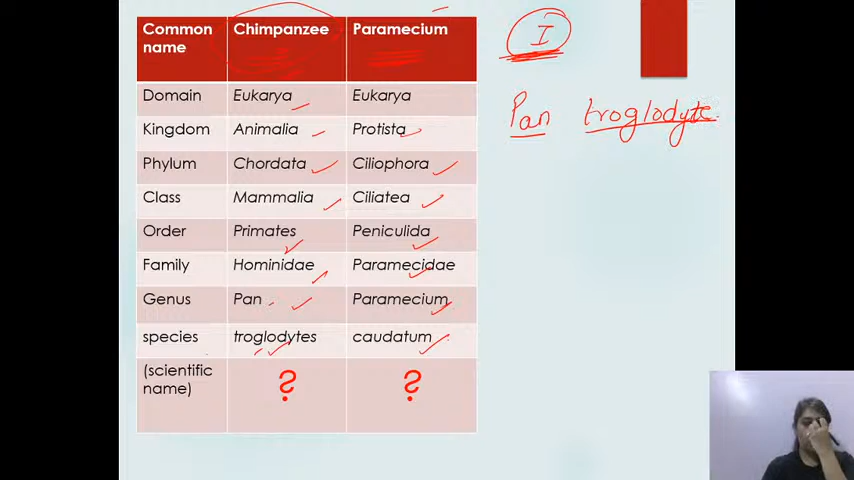 Common name Chimpanzee Paramecium
Domain Eukarya Eukarya
Kingdom Animalia Protista
Phylum Chordata Ciliophora
Class Mammalia Ciliatea
Order Primates Peniculida
Family Hominidae Paramecidae
Genus Pan Paramecium
species troglodytes caudatum
(scientific name) ? ?
I
Pan troglodyte